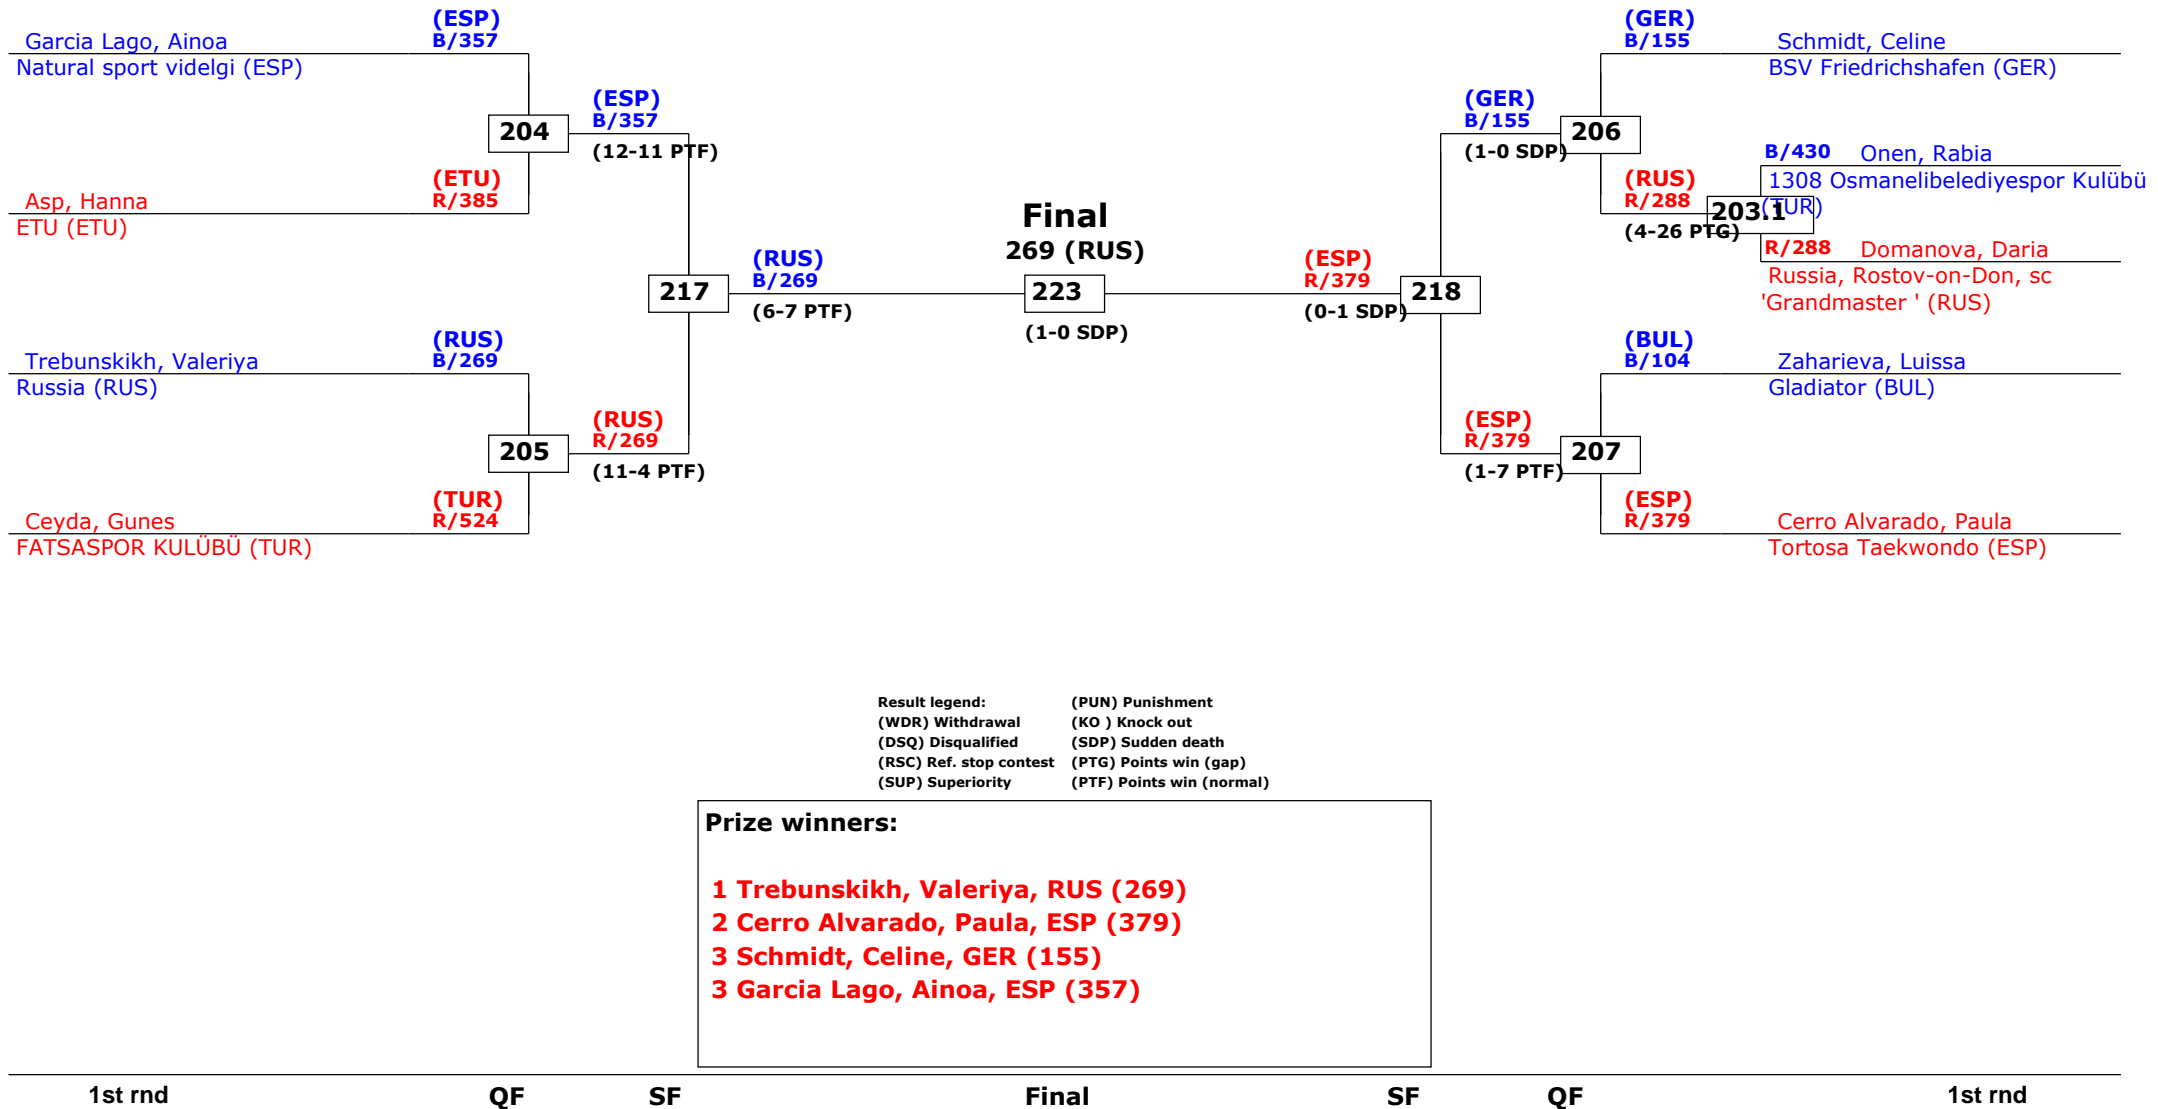 (ESP)
B/357
Garcia Lago, Ainoa
Natural sport videlgi (ESP)
204
(ESP)
B/357
(12-11 PTF)
(ETU)
R/385
Asp, Hanna
ETU (ETU)
217
(RUS)
B/269
(6-7 PTF)
(RUS)
B/269
Trebunskikh, Valeriya
Russia (RUS)
205
(RUS)
R/269
(11-4 PTF)
(TUR)
R/524
Ceyda, Gunes
FATSASPOR KULÜBÜ (TUR)
Final
269 (RUS)
223
(1-0 SDP)
(GER)
B/155
Schmidt, Celine
BSV Friedrichshafen (GER)
(GER)
B/155
(1-0 SDP)
206
B/430 Onen, Rabia
1308 Osmanelibelediyespor Kulübü
(TUR)
(RUS)
R/288
(4-26 PTG)
203.1
R/288 Domanova, Daria
Russia, Rostov-on-Don, sc
'Grandmaster ' (RUS)
(ESP)
R/379
(0-1 SDP)
218
(BUL)
B/104
Zaharieva, Luissa
Gladiator (BUL)
(ESP)
R/379
(1-7 PTF)
207
(ESP)
R/379
Cerro Alvarado, Paula
Tortosa Taekwondo (ESP)
Result legend: (PUN) Punishment
(WDR) Withdrawal (KO ) Knock out
(DSQ) Disqualified (SDP) Sudden death
(RSC) Ref. stop contest (PTG) Points win (gap)
(SUP) Superiority (PTF) Points win (normal)
Prize winners:
1 Trebunskikh, Valeriya, RUS (269)
2 Cerro Alvarado, Paula, ESP (379)
3 Schmidt, Celine, GER (155)
3 Garcia Lago, Ainoa, ESP (357)
1st rnd QF SF Final SF QF 1st rnd